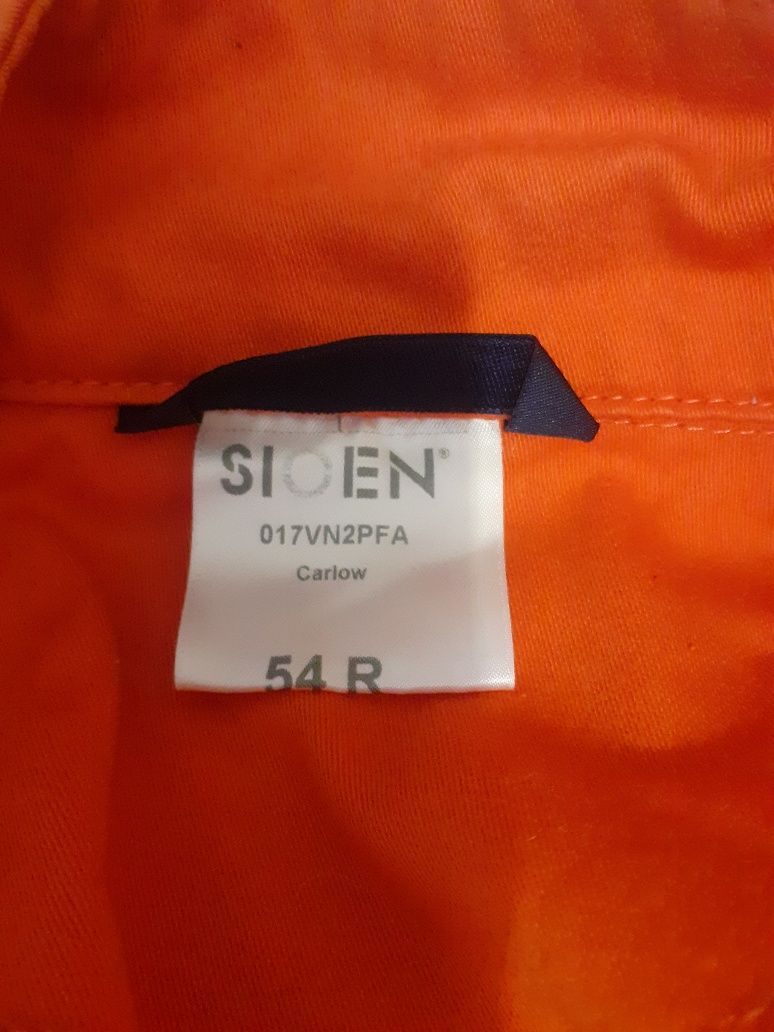 SIOEN®
017VN2PFA
Carlow
54 R